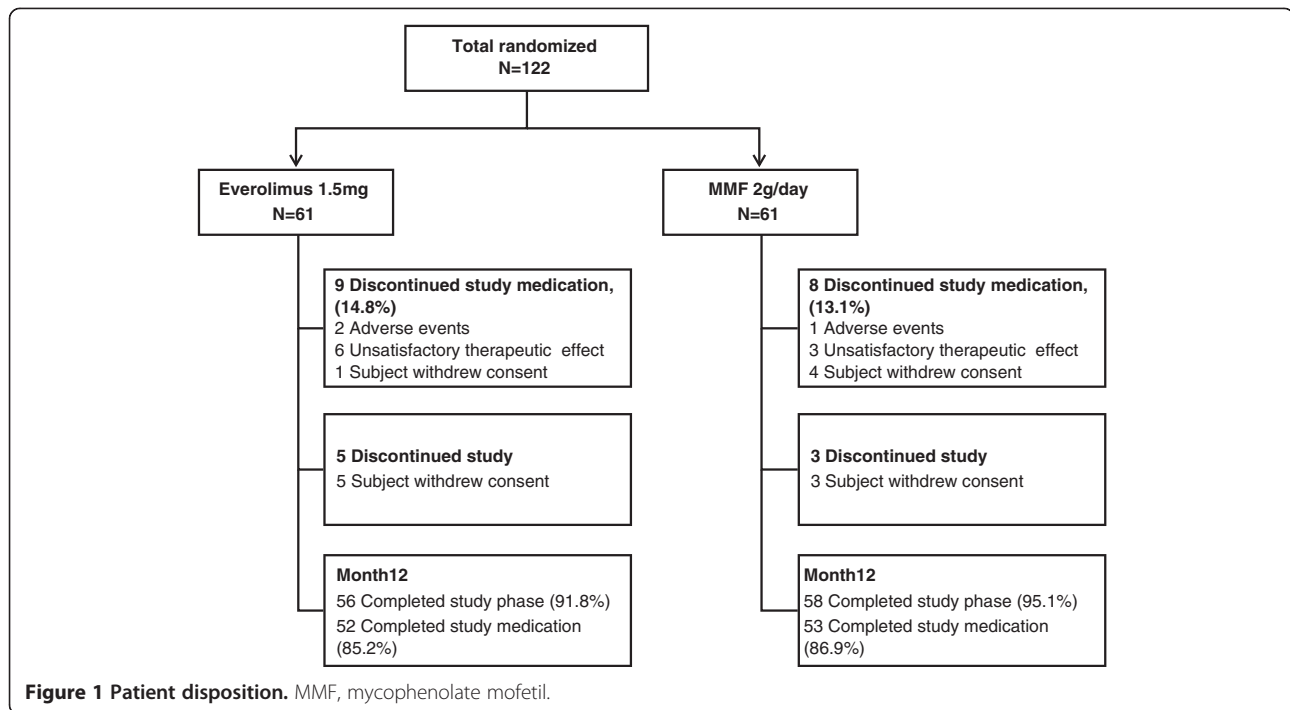 Total randomized
N=122
Everolimus 1.5mg
N=61
MMF 2g/day
N=61
9 Discontinued study medication,
(14.8%)
2 Adverse events
6 Unsatisfactory therapeutic effect
1 Subject withdrew consent
8 Discontinued study medication,
(13.1%)
1 Adverse events
3 Unsatisfactory therapeutic effect
4 Subject withdrew consent
5 Discontinued study
5 Subject withdrew consent
3 Discontinued study
3 Subject withdrew consent
Month12
56 Completed study phase (91.8%)
52 Completed study medication
(85.2%)
Month12
58 Completed study phase (95.1%)
53 Completed study medication
(86.9%)
Figure 1 Patient disposition. MMF, mycophenolate mofetil.